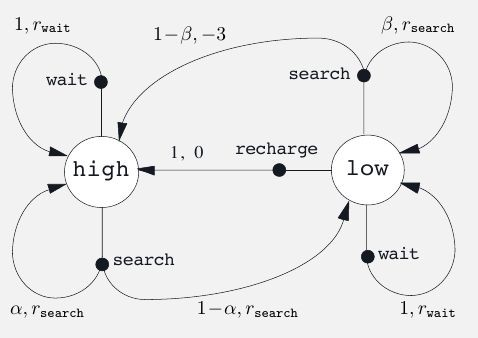 1, r_wait
1−β, −3
β, r_search
wait
search
recharge
1, 0
high
low
search
wait
α, r_search
1−α, r_search
1, r_wait